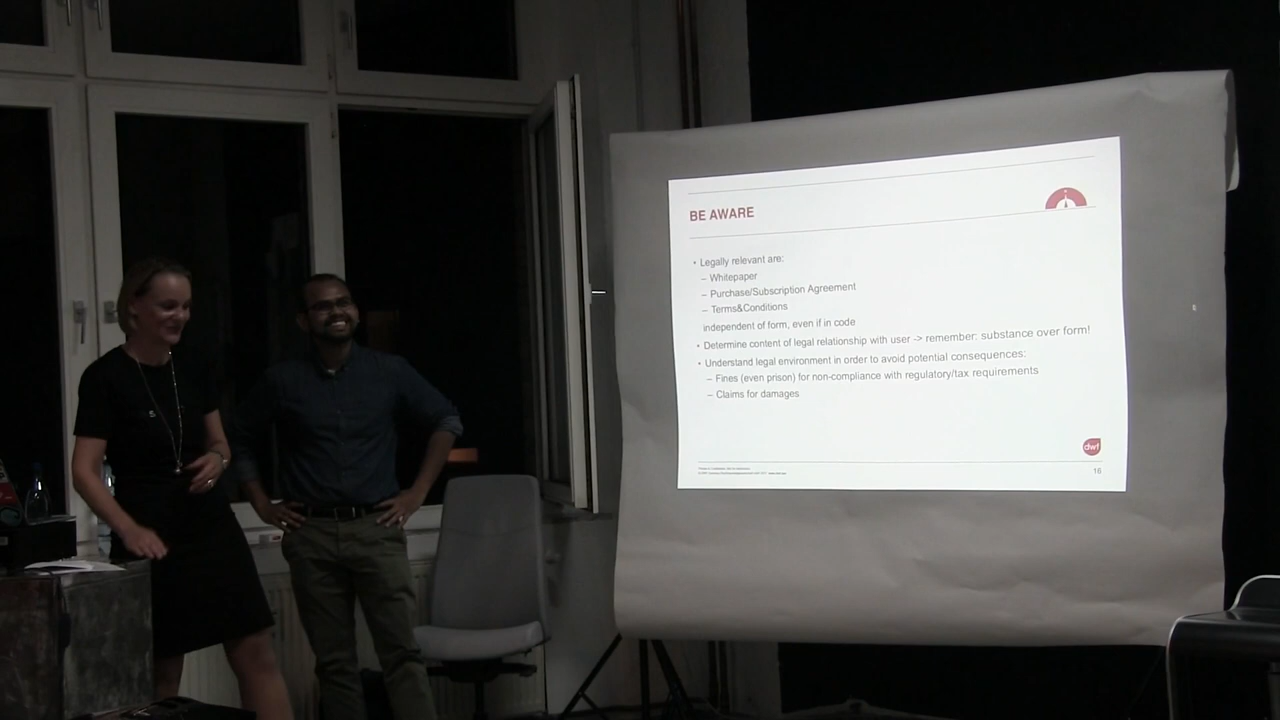 BE AWARE
• Legally relevant are:
– Whitepaper
– Purchase/Subscription Agreement
– Terms&Conditions
independent of form, even if in code
• Determine content of legal relationship with user -> remember: substance over form!
• Understand legal environment in order to avoid potential consequences:
– Fines (even prison) for non-compliance with regulatory/tax requirements
– Claims for damages
dwf
16